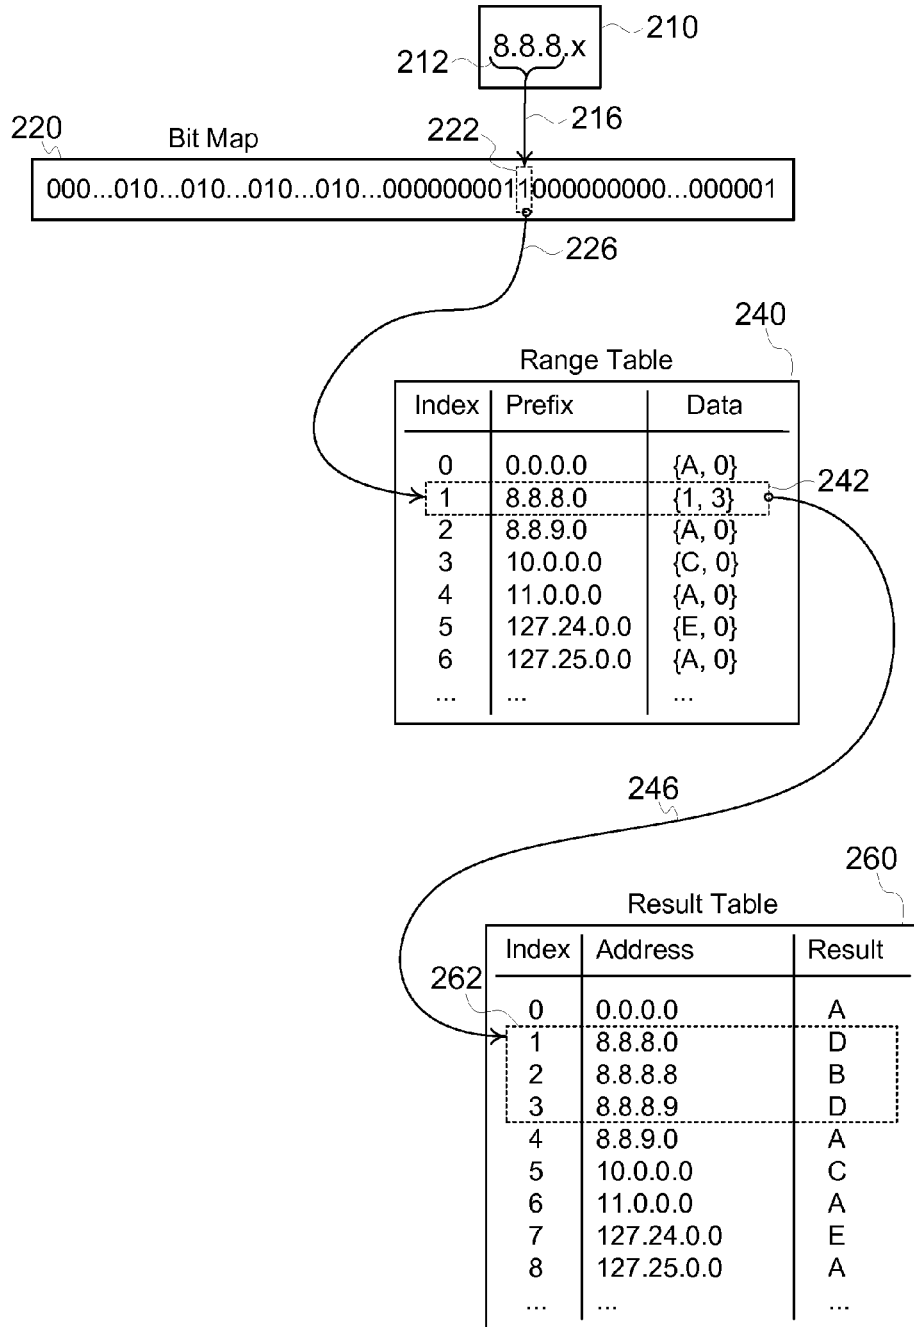 210
8.8.8.x
212
216
220
Bit Map
222
000...010...010...010...010...000000000110000000000...000001
226
240
Range Table
Index Prefix Data
0 0.0.0.0 {A, 0}
242
1 8.8.8.0 {1, 3}
2 8.8.9.0 {A, 0}
3 10.0.0.0 {C, 0}
4 11.0.0.0 {A, 0}
5 127.24.0.0 {E, 0}
6 127.25.0.0 {A, 0}
... ... ...
246
260
Result Table
Index Address Result
262
0 0.0.0.0 A
1 8.8.8.0 D
2 8.8.8.8 B
3 8.8.8.9 D
4 8.8.9.0 A
5 10.0.0.0 C
6 11.0.0.0 A
7 127.24.0.0 E
8 127.25.0.0 A
... ... ...